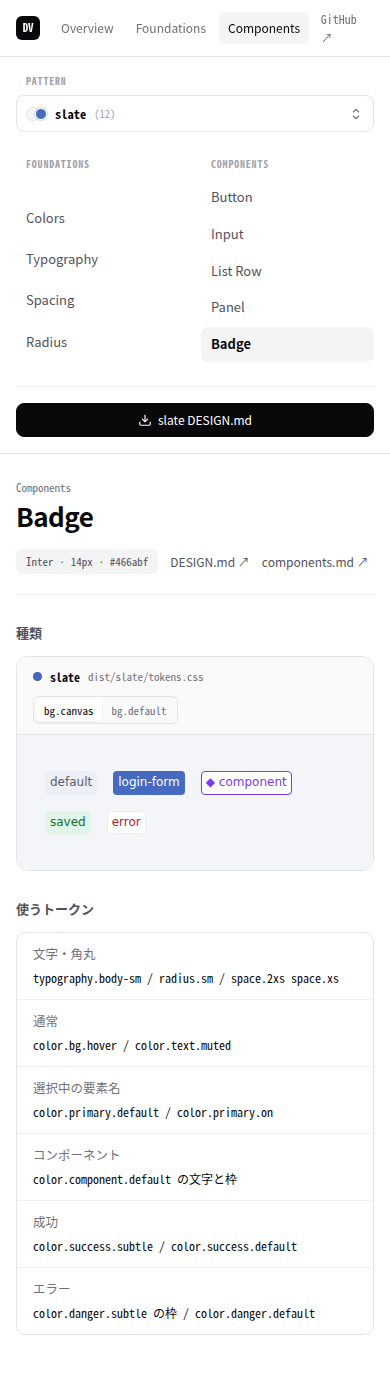 DV Overview Foundations Components GitHub ↗
PATTERN
slate (12)
FOUNDATIONS
Colors
Typography
Spacing
Radius
COMPONENTS
Button
Input
List Row
Panel
Badge
slate DESIGN.md
Components
Badge
Inter · 14px · #466abf DESIGN.md ↗ components.md ↗
種類
slate dist/slate/tokens.css
bg.canvas bg.default
default login-form ◆ component
saved error
使うトークン
文字・角丸
typography.body-sm / radius.sm / space.2xs space.xs
通常
color.bg.hover / color.text.muted
選択中の要素名
color.primary.default / color.primary.on
コンポーネント
color.component.default の文字と枠
成功
color.success.subtle / color.success.default
エラー
color.danger.subtle の枠 / color.danger.default